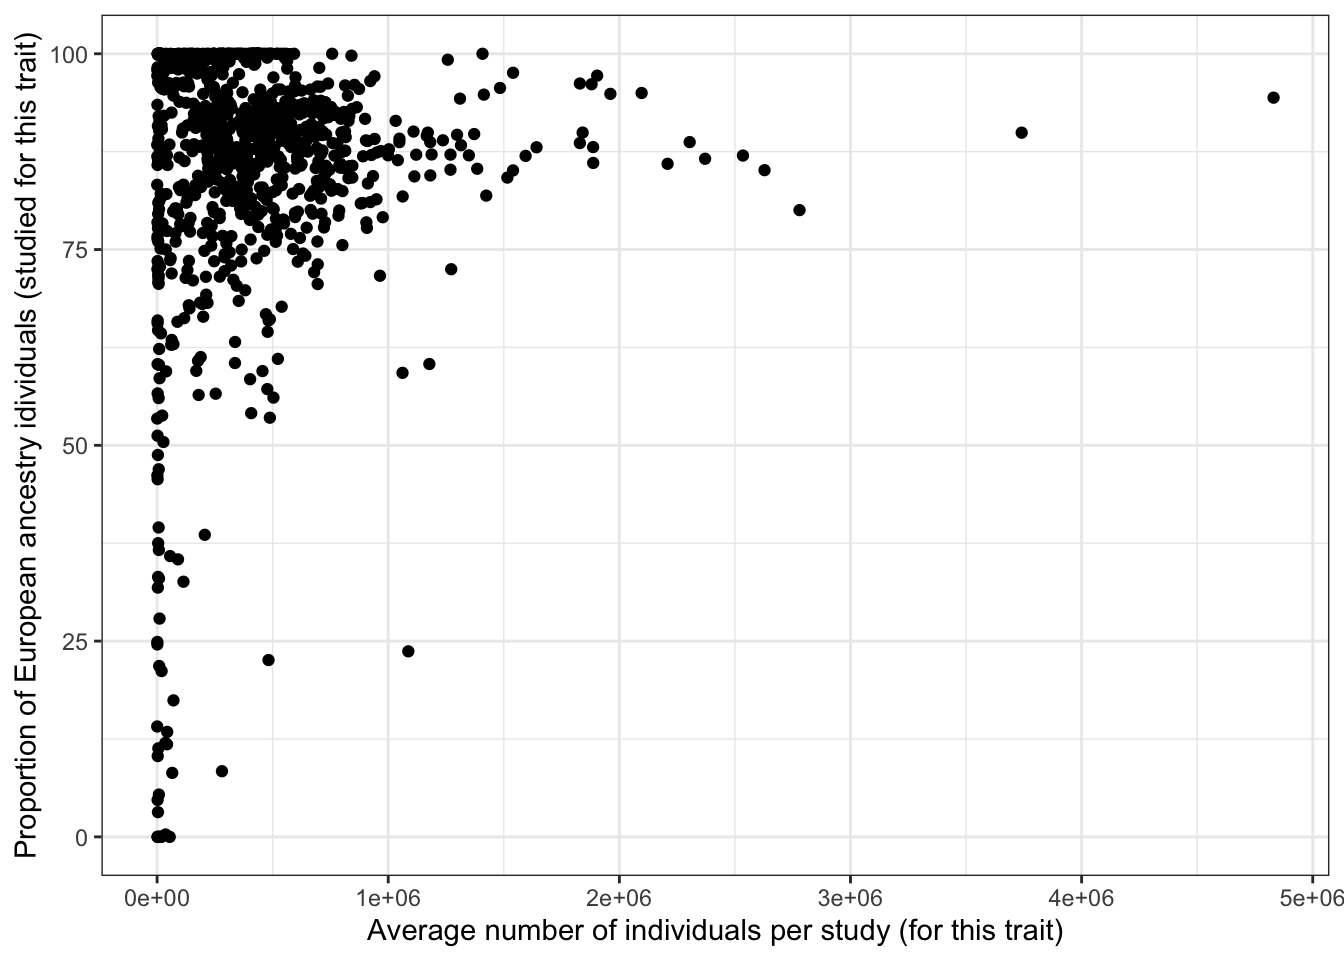 Proportion of European ancestry idividuals (studied for this trait)
100
75
50
25
0
0e+00 1e+06 2e+06 3e+06 4e+06 5e+06
Average number of individuals per study (for this trait)